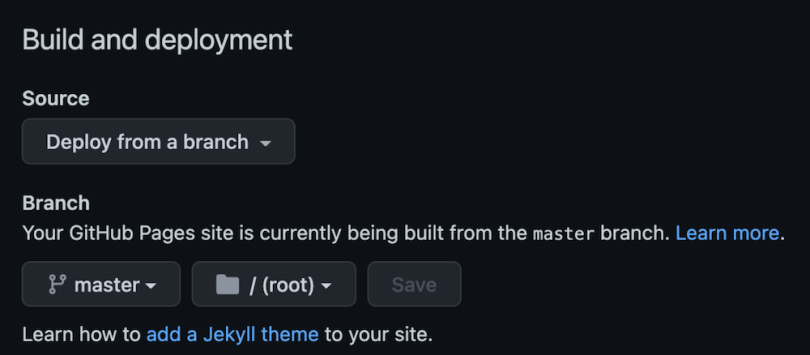 Build and deployment
Source
Deploy from a branch
Branch
Your GitHub Pages site is currently being built from the master branch. Learn more.
master / (root) Save
Learn how to add a Jekyll theme to your site.